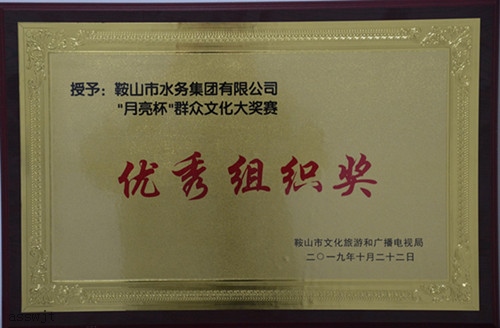 授予：鞍山市水务集团有限公司
"月亮杯"群众文化大奖赛
优秀组织奖
鞍山市文化旅游和广播电视局
二〇一九年十月二十二日